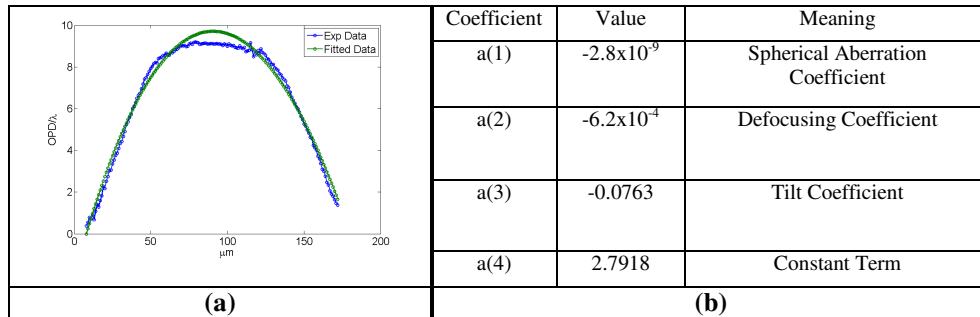 10
8
6
4
2
0
OPD/λ
0
50
100
150
200
μm
Exp Data
Fitted Data
(a)
Coefficient Value Meaning
a(1) -2.8x10⁻⁹ Spherical Aberration
Coefficient
a(2) -6.2x10⁻⁴ Defocusing Coefficient
a(3) -0.0763 Tilt Coefficient
a(4) 2.7918 Constant Term
(b)